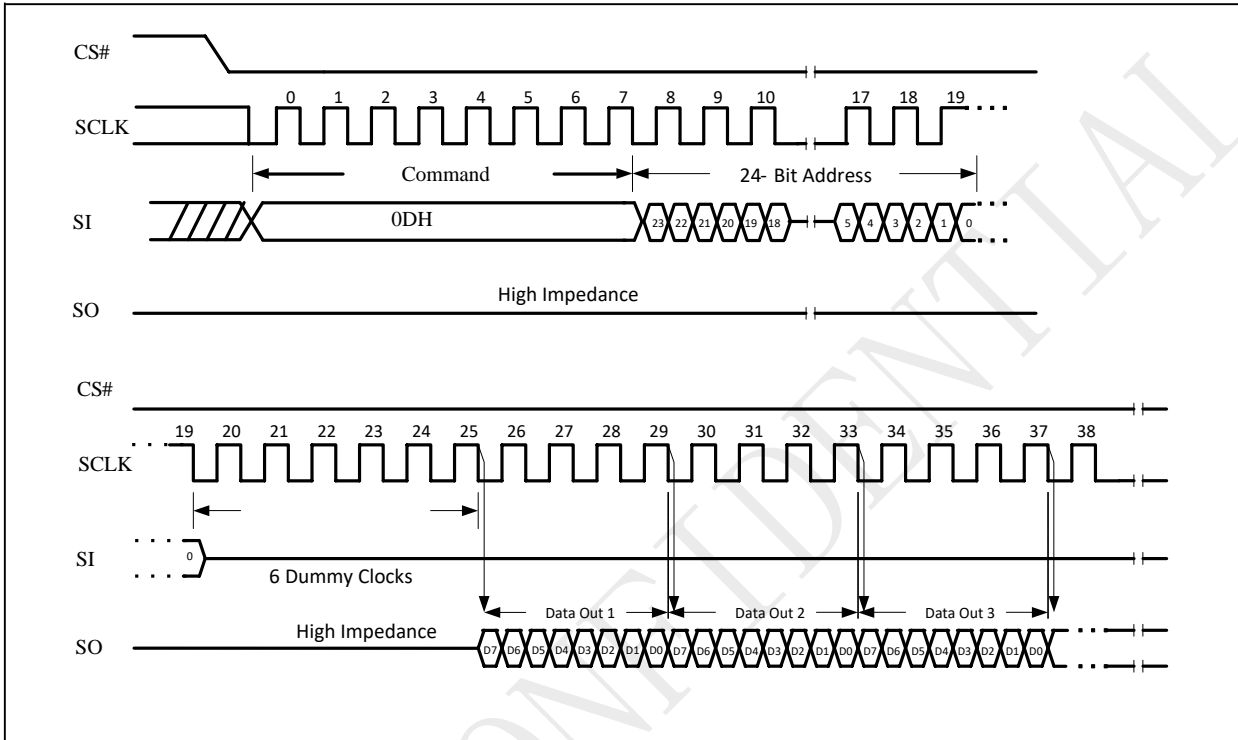 CS#
0 1 2 3 4 5 6 7 8 9 10 17 18 19
SCLK
Command 24- Bit Address
SI 0DH 23 22 21 20 19 18 5 4 3 2 1 0
High Impedance
SO
CS#
19 20 21 22 23 24 25 26 27 28 29 30 31 32 33 34 35 36 37 38
SCLK
SI 0
6 Dummy Clocks
Data Out 1 Data Out 2 Data Out 3
High Impedance
SO D7 D6 D5 D4 D3 D2 D1 D0 D7 D6 D5 D4 D3 D2 D1 D0 D7 D6 D5 D4 D3 D2 D1 D0
CONFIDENTIAL